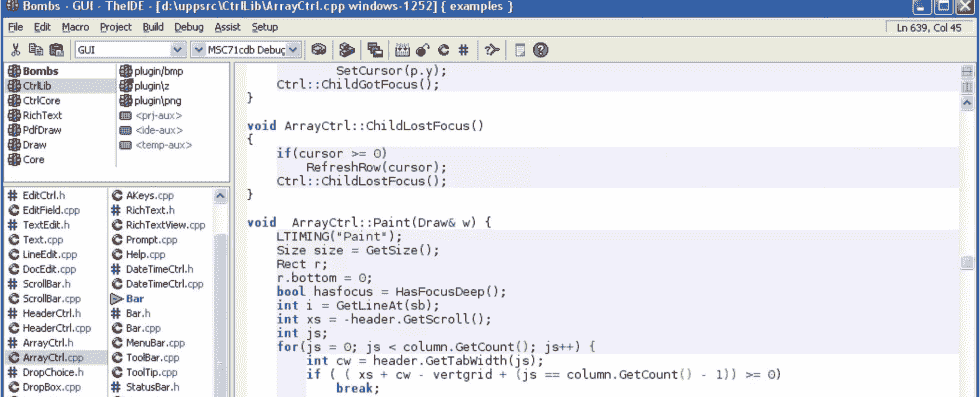 Bombs - GUI - TheIDE - [d:\uppsrc\CtrlLib\ArrayCtrl.cpp windows-1252] { examples }
File Edit Macro Project Build Debug Assist Setup
Ln 639, Col 45
GUI
MSC71cdb Debug
Bombs
CtrlLib
CtrlCore
RichText
PdfDraw
Draw
Core
plugin/bmp
plugin\z
plugin\png
<prj-aux>
<ide-aux>
<temp-aux>
EditCtrl.h
EditField.cpp
TextEdit.h
Text.cpp
LineEdit.cpp
DocEdit.cpp
ScrollBar.h
ScrollBar.cpp
HeaderCtrl.h
HeaderCtrl.cpp
ArrayCtrl.h
ArrayCtrl.cpp
DropChoice.h
DropBox.cpp
AKeys.cpp
RichText.h
RichTextView.cpp
Prompt.cpp
Help.cpp
DateTimeCtrl.h
DateTimeCtrl.cpp
Bar
Bar.h
Bar.cpp
MenuBar.cpp
ToolBar.cpp
ToolTip.cpp
StatusBar.h
SetCursor(p.y);
Ctrl::ChildGotFocus();
}
void ArrayCtrl::ChildLostFocus()
{
if(cursor >= 0)
RefreshRow(cursor);
Ctrl::ChildLostFocus();
}
void  ArrayCtrl::Paint(Draw& w) {
LTIMING("Paint");
Size size = GetSize();
Rect r;
r.bottom = 0;
bool hasfocus = HasFocusDeep();
int i = GetLineAt(sb);
int xs = -header.GetScroll();
int js;
for(js = 0; js < column.GetCount(); js++) {
int cw = header.GetTabWidth(js);
if ( ( xs + cw - vertgrid + (js == column.GetCount() - 1)) >= 0)
break;